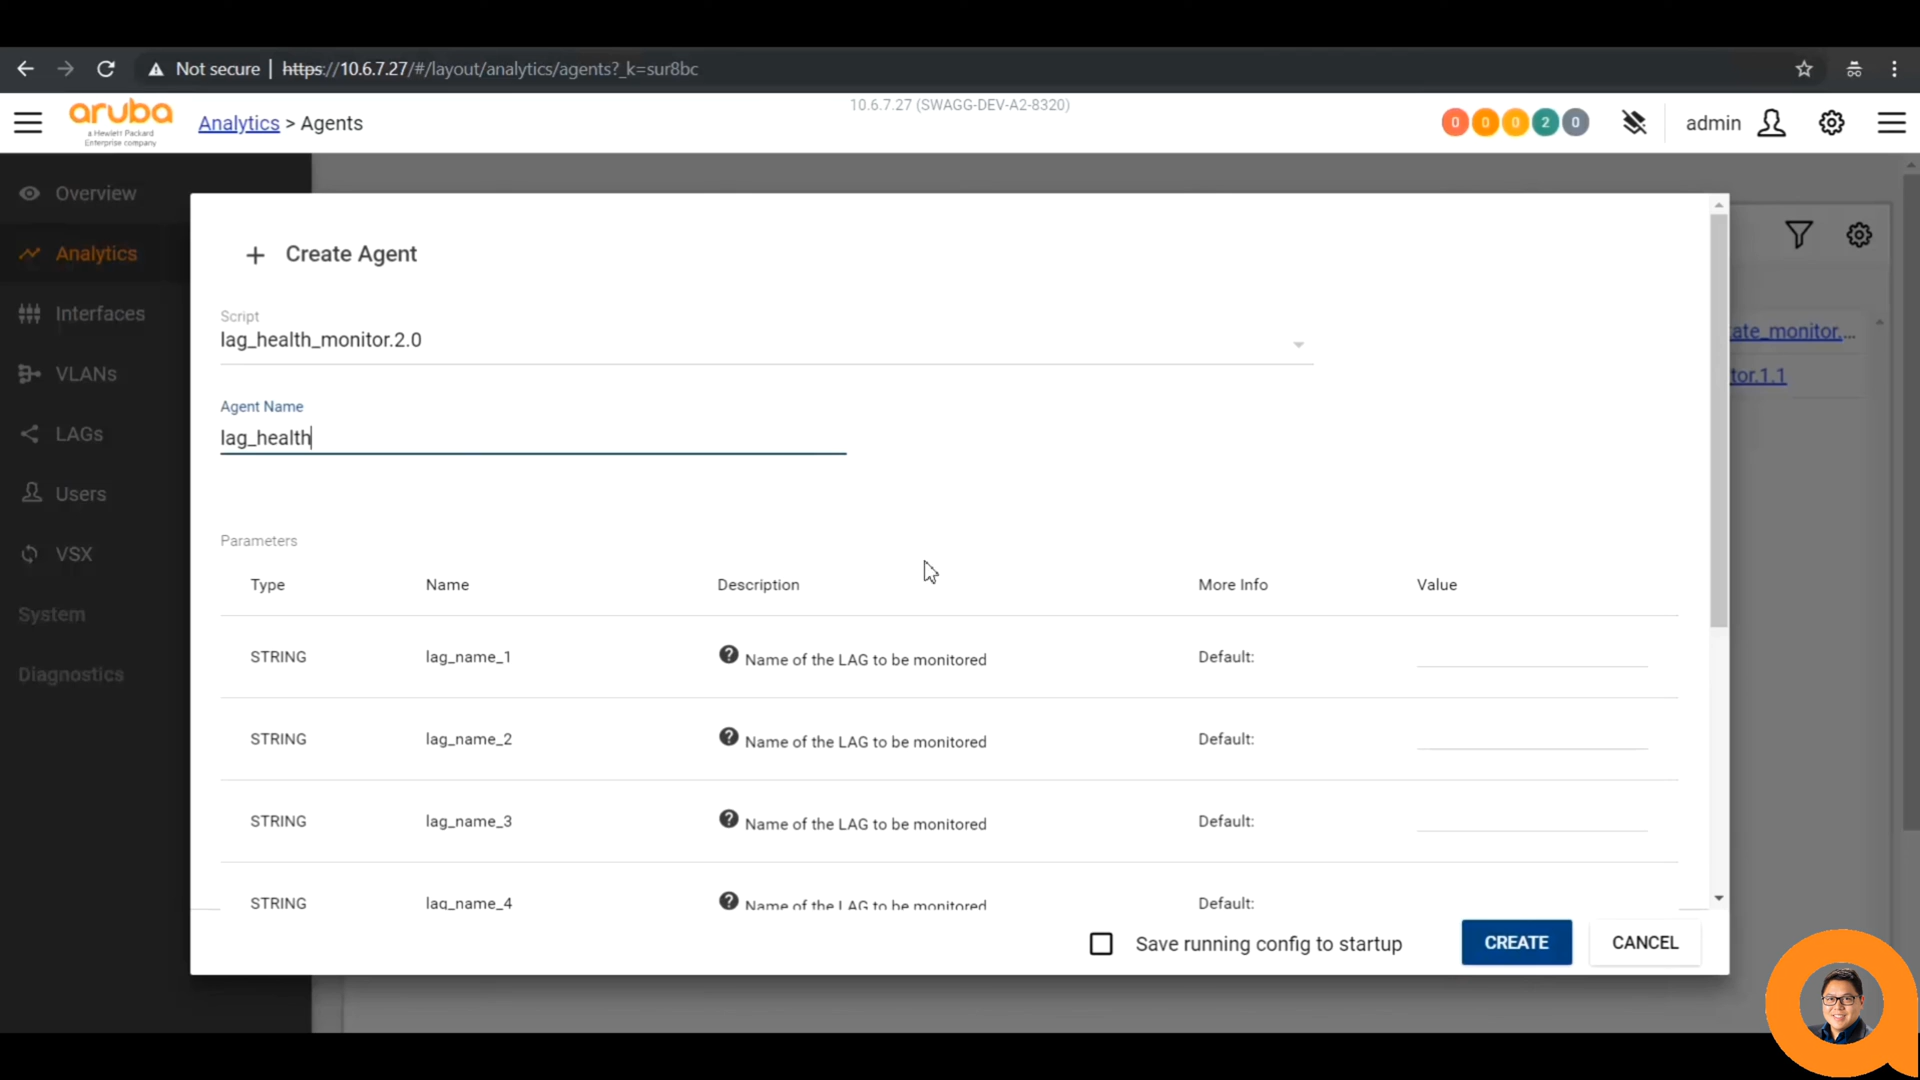 Not secure | https://10.6.7.27/#/layout/analytics/agents?_k=sur8bc
aruba
a Hewlett Packard
Enterprise company
Analytics > Agents
10.6.7.27 (SWAGG-DEV-A2-8320)
0 0 0 2 0
admin
Overview
Analytics
Interfaces
VLANs
LAGs
Users
VSX
System
Diagnostics
ate_monitor....
tor.1.1
+ Create Agent
Script
lag_health_monitor.2.0
Agent Name
lag_health
Parameters
Type Name Description More Info Value
STRING lag_name_1 Name of the LAG to be monitored Default:
STRING lag_name_2 Name of the LAG to be monitored Default:
STRING lag_name_3 Name of the LAG to be monitored Default:
STRING lag_name_4 Name of the LAG to be monitored Default:
Save running config to startup CREATE CANCEL